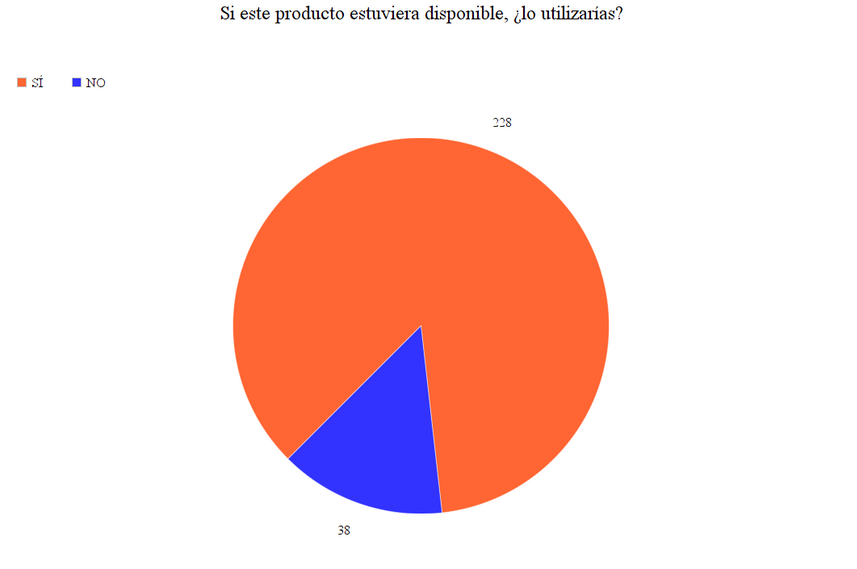 Si este producto estuviera disponible, ¿lo utilizarías?
SÍ
NO
228
38